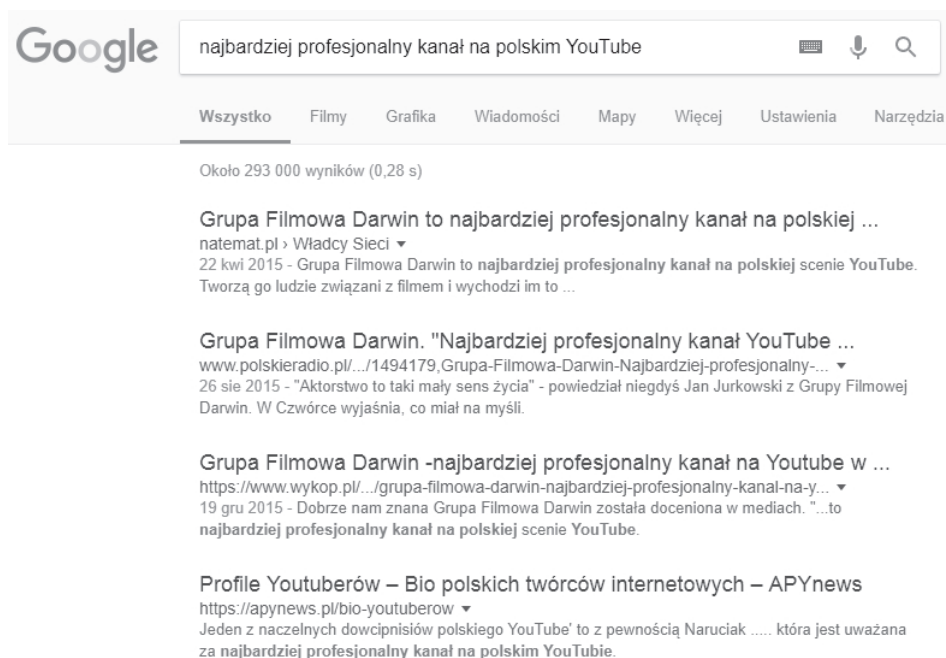 Google najbardziej profesjonalny kanał na polskim YouTube
Wszystko Filmy Grafika Wiadomości Mapy Więcej Ustawienia Narzędzia
Około 293 000 wyników (0,28 s)
Grupa Filmowa Darwin to najbardziej profesjonalny kanał na polskiej ...
natemat.pl › Władcy Sieci ▼
22 kwi 2015 - Grupa Filmowa Darwin to najbardziej profesjonalny kanał na polskiej scenie YouTube.
Tworzą go ludzie związani z filmem i wychodzi im to ...
Grupa Filmowa Darwin. "Najbardziej profesjonalny kanał YouTube ...
www.polskieradio.pl/.../1494179,Grupa-Filmowa-Darwin-Najbardziej-profesjonalny-... ▼
26 sie 2015 - "Aktorstwo to taki mały sens życia" - powiedział niegdyś Jan Jurkowski z Grupy Filmowej
Darwin. W Czwórce wyjaśnia, co miał na myśli.
Grupa Filmowa Darwin -najbardziej profesjonalny kanał na Youtube w ...
https://www.wykop.pl/.../grupa-filmowa-darwin-najbardziej-profesjonalny-kanal-na-y... ▼
19 gru 2015 - Dobrze nam znana Grupa Filmowa Darwin została doceniona w mediach. "...to
najbardziej profesjonalny kanał na polskiej scenie YouTube.
Profile Youtuberów – Bio polskich twórców internetowych – APYnews
https://apynews.pl/bio-youtuberow ▼
Jeden z naczelnych dowcipnisiów polskiego YouTube' to z pewnością Naruciak ..... która jest uważana
za najbardziej profesjonalny kanał na polskim YouTubie.